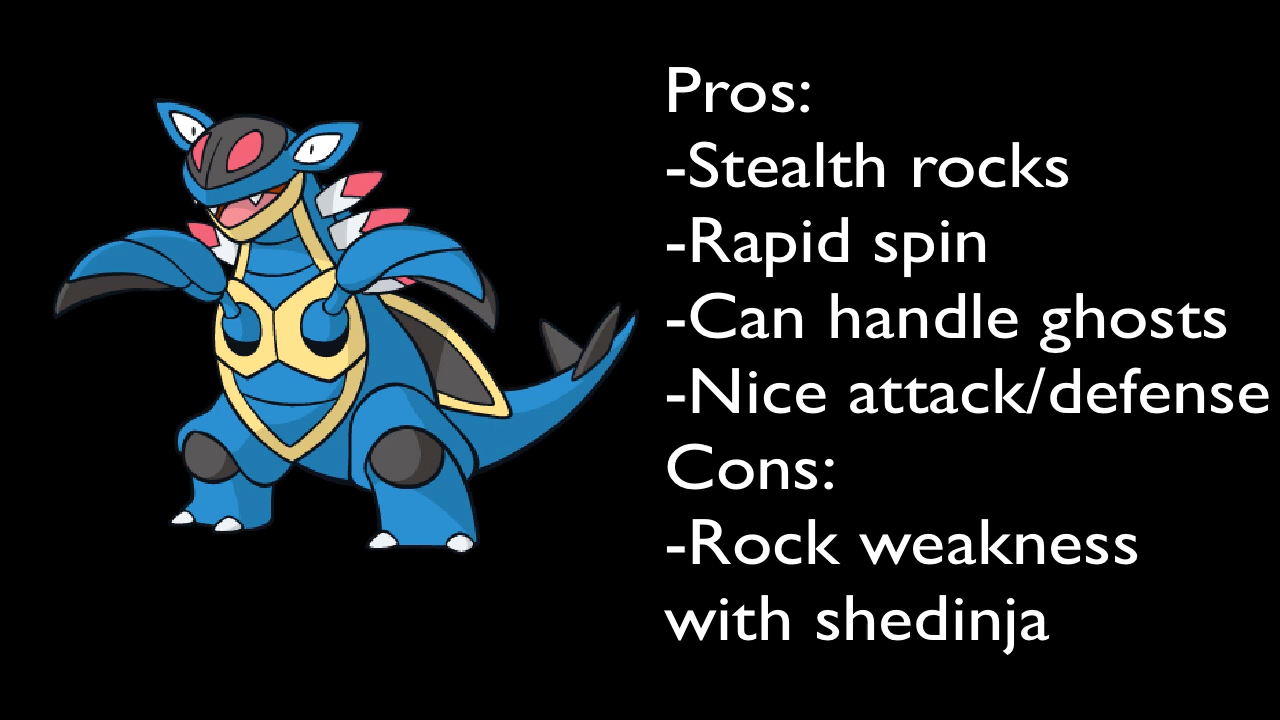 Pros:
-Stealth rocks
-Rapid spin
-Can handle ghosts
-Nice attack/defense
Cons:
-Rock weakness
with shedinja